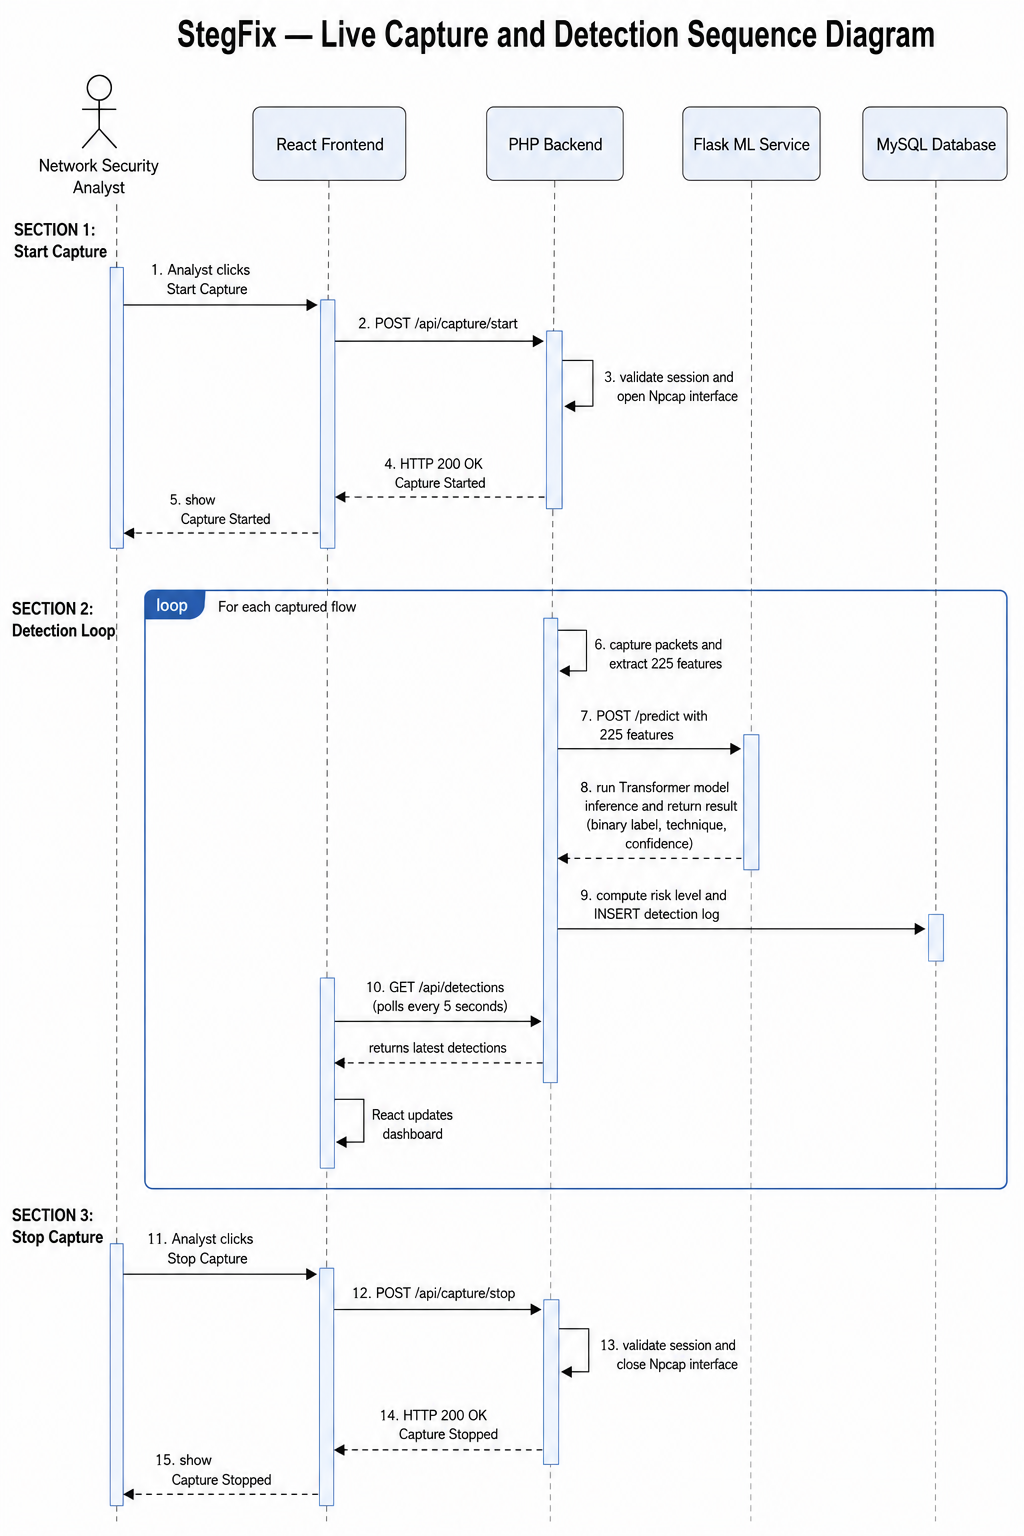 StegFix — Live Capture and Detection Sequence Diagram
Network Security
Analyst
React Frontend
PHP Backend
Flask ML Service
MySQL Database
SECTION 1:
Start Capture
1. Analyst clicks
Start Capture
2. POST /api/capture/start
3. validate session and
open Npcap interface
4. HTTP 200 OK
Capture Started
5. show
Capture Started
SECTION 2:
Detection Loop
loop
For each captured flow
6. capture packets and
extract 225 features
7. POST /predict with
225 features
8. run Transformer model
inference and return result
(binary label, technique,
confidence)
9. compute risk level and
INSERT detection log
10. GET /api/detections
(polls every 5 seconds)
returns latest detections
React updates
dashboard
SECTION 3:
Stop Capture
11. Analyst clicks
Stop Capture
12. POST /api/capture/stop
13. validate session and
close Npcap interface
14. HTTP 200 OK
Capture Stopped
15. show
Capture Stopped